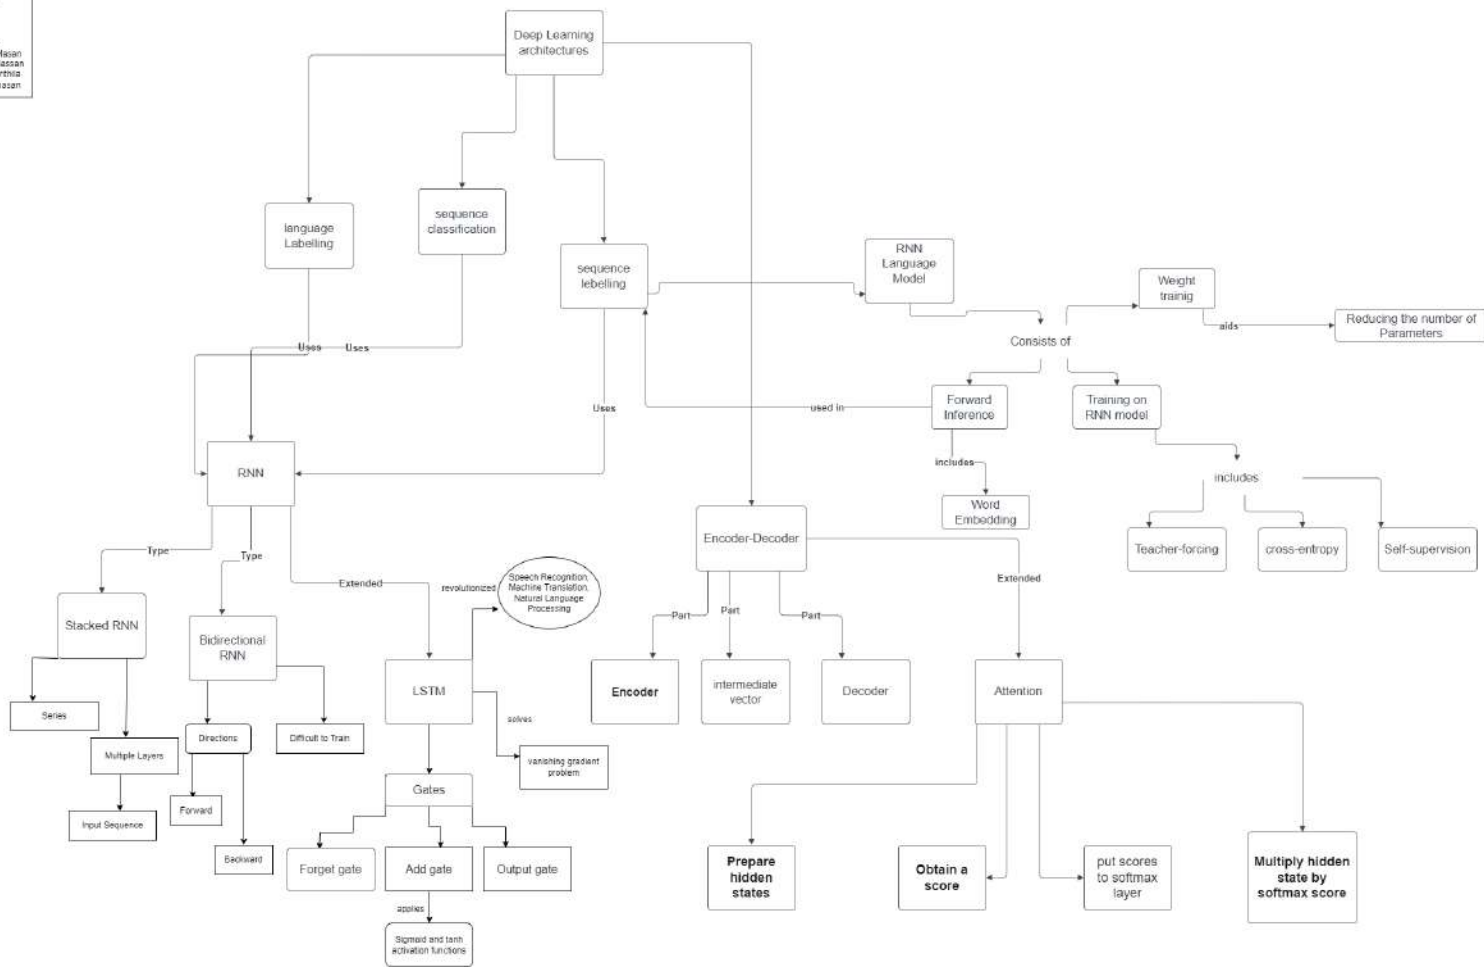 Deep Learning
architectures
language
Labelling
sequence
classification
sequence
lebelling
RNN
Language
Model
Weight
trainig
aids
Reducing the number of
Parameters
Consists of
Uses
Uses
Uses
used in
Forward
Inference
Training on
RNN model
includes
Word
Embedding
includes
Teacher-forcing
cross-entropy
Self-supervision
RNN
Type
Type
Extended
Encoder-Decoder
Extended
Part
Part
Part
revolutionized
Speech Recognition,
Machine Translation,
Natural Language
Processing
Stacked RNN
Bidirectional
RNN
LSTM
Encoder
intermediate
vector
Decoder
Attention
Series
Multiple Layers
Input Sequence
Directions
Difficult to Train
Forward
Backward
solves
vanishing gradient
problem
Gates
Forget gate
Add gate
Output gate
applies
Sigmoid and tanh
activation functions
Prepare
hidden
states
Obtain a
score
put scores
to softmax
layer
Multiply hidden
state by
softmax score